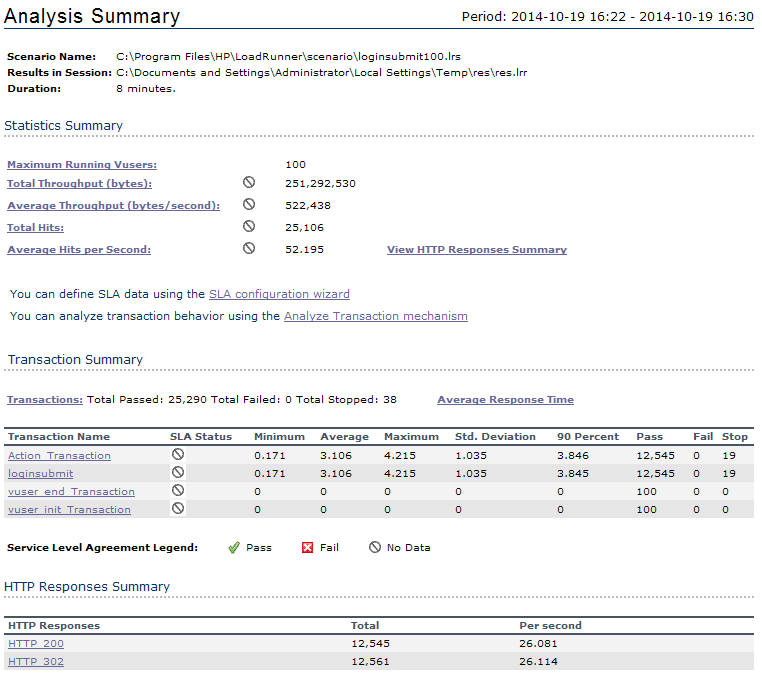 Analysis Summary Period: 2014-10-19 16:22 - 2014-10-19 16:30
Scenario Name: C:\Program Files\HP\LoadRunner\scenario\loginsubmit100.lrs
Results in Session: C:\Documents and Settings\Administrator\Local Settings\Temp\res\res.lrr
Duration: 8 minutes.
Statistics Summary
Maximum Running Vusers: 100
Total Throughput (bytes): 251,292,530
Average Throughput (bytes/second): 522,438
Total Hits: 25,106
Average Hits per Second: 52.195 View HTTP Responses Summary
You can define SLA data using the SLA configuration wizard
You can analyze transaction behavior using the Analyze Transaction mechanism
Transaction Summary
Transactions: Total Passed: 25,290 Total Failed: 0 Total Stopped: 38 Average Response Time
Transaction Name SLA Status Minimum Average Maximum Std. Deviation 90 Percent Pass Fail Stop
Action_Transaction 0.171 3.106 4.215 1.035 3.846 12,545 0 19
loginsubmit 0.171 3.106 4.215 1.035 3.845 12,545 0 19
vuser_end_Transaction 0 0 0 0 0 100 0 0
vuser_init_Transaction 0 0 0 0 0 100 0 0
Service Level Agreement Legend: Pass Fail No Data
HTTP Responses Summary
HTTP Responses Total Per second
HTTP_200 12,545 26.081
HTTP_302 12,561 26.114